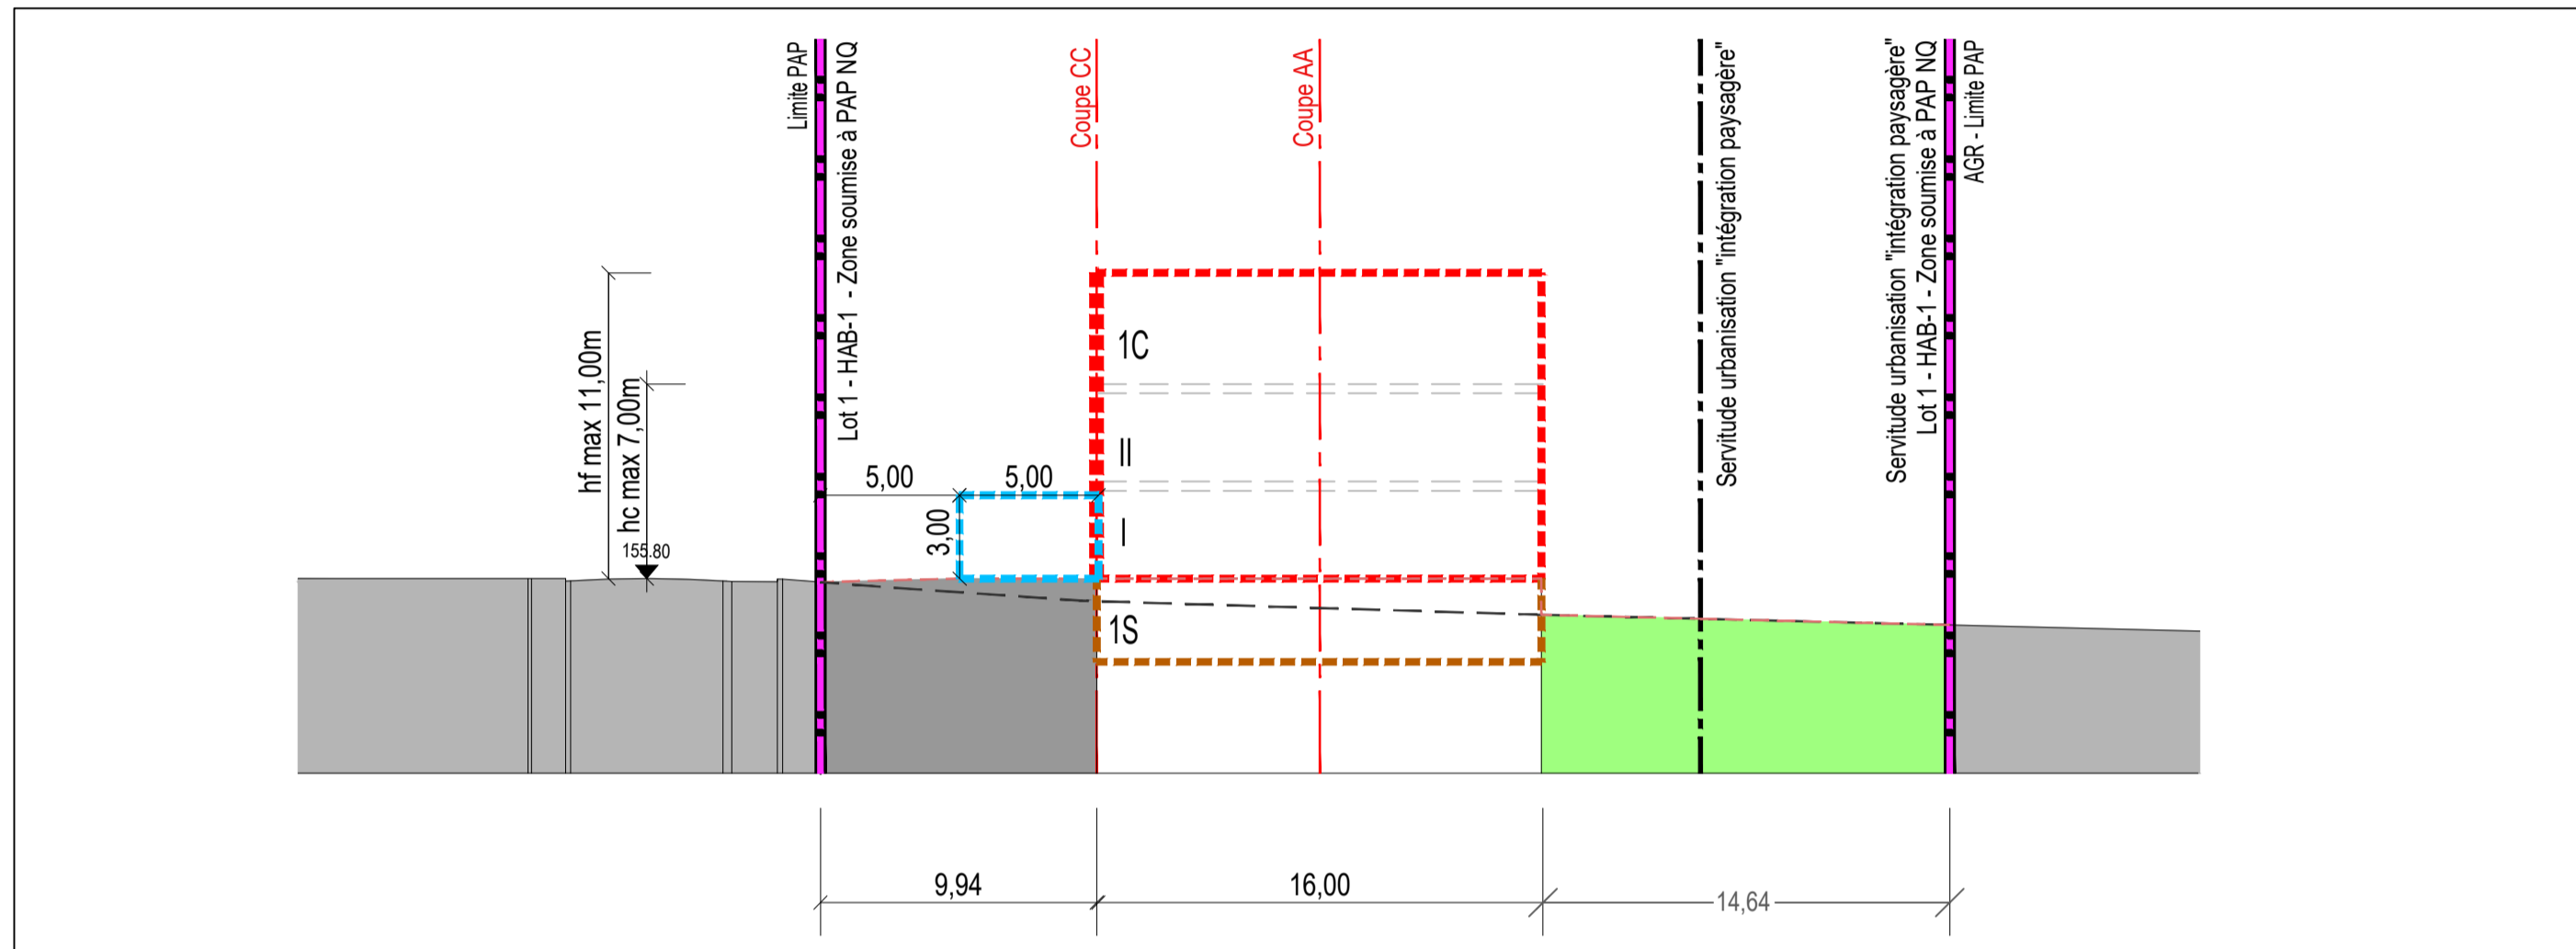 Limite PAP
Lot 1 - HAB-1 - Zone soumise à PAP NQ
Coupe CC
Coupe AA
Servitude urbanisation "intégration paysagère"
Servitude urbanisation "intégration paysagère"
Lot 1 - HAB-1 - Zone soumise à PAP NQ
AGR - Limite PAP
hf max 11,00m
hc max 7,00m
155.80
5,00
5,00
3,00
1C
II
I
1S
9,94
16,00
14,64